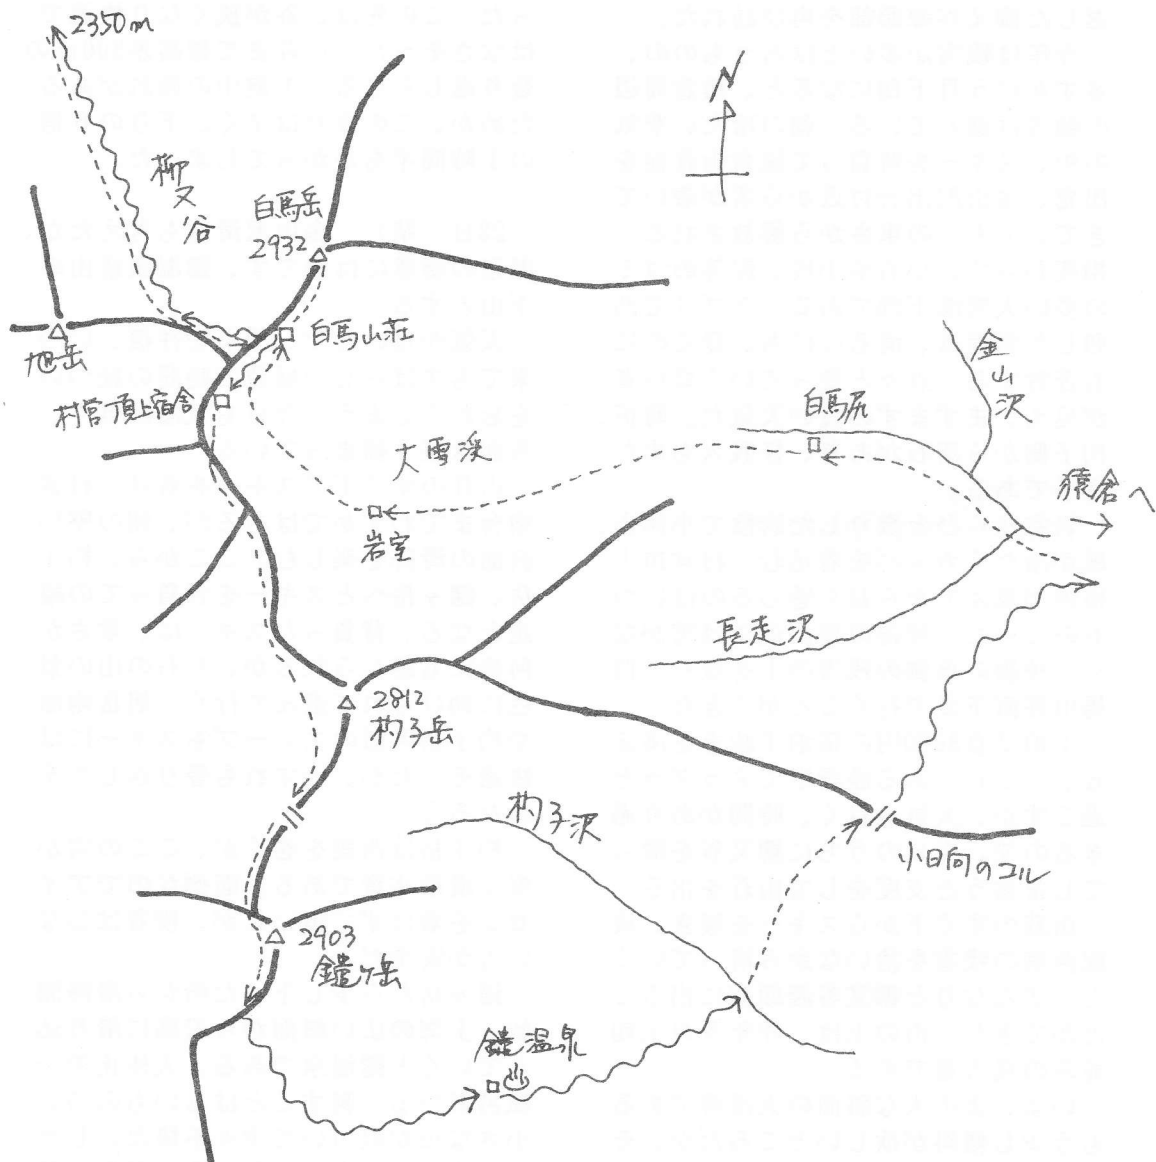 2350m
N
柳又谷
白馬岳
2932
白馬山荘
旭岳
村営頂上宿舎
大雪渓
岩室
白馬尻
金山沢
猿倉へ
長走沢
2812
杓子岳
杓子沢
小日向のコル
2903
鑓ヶ岳
鑓温泉